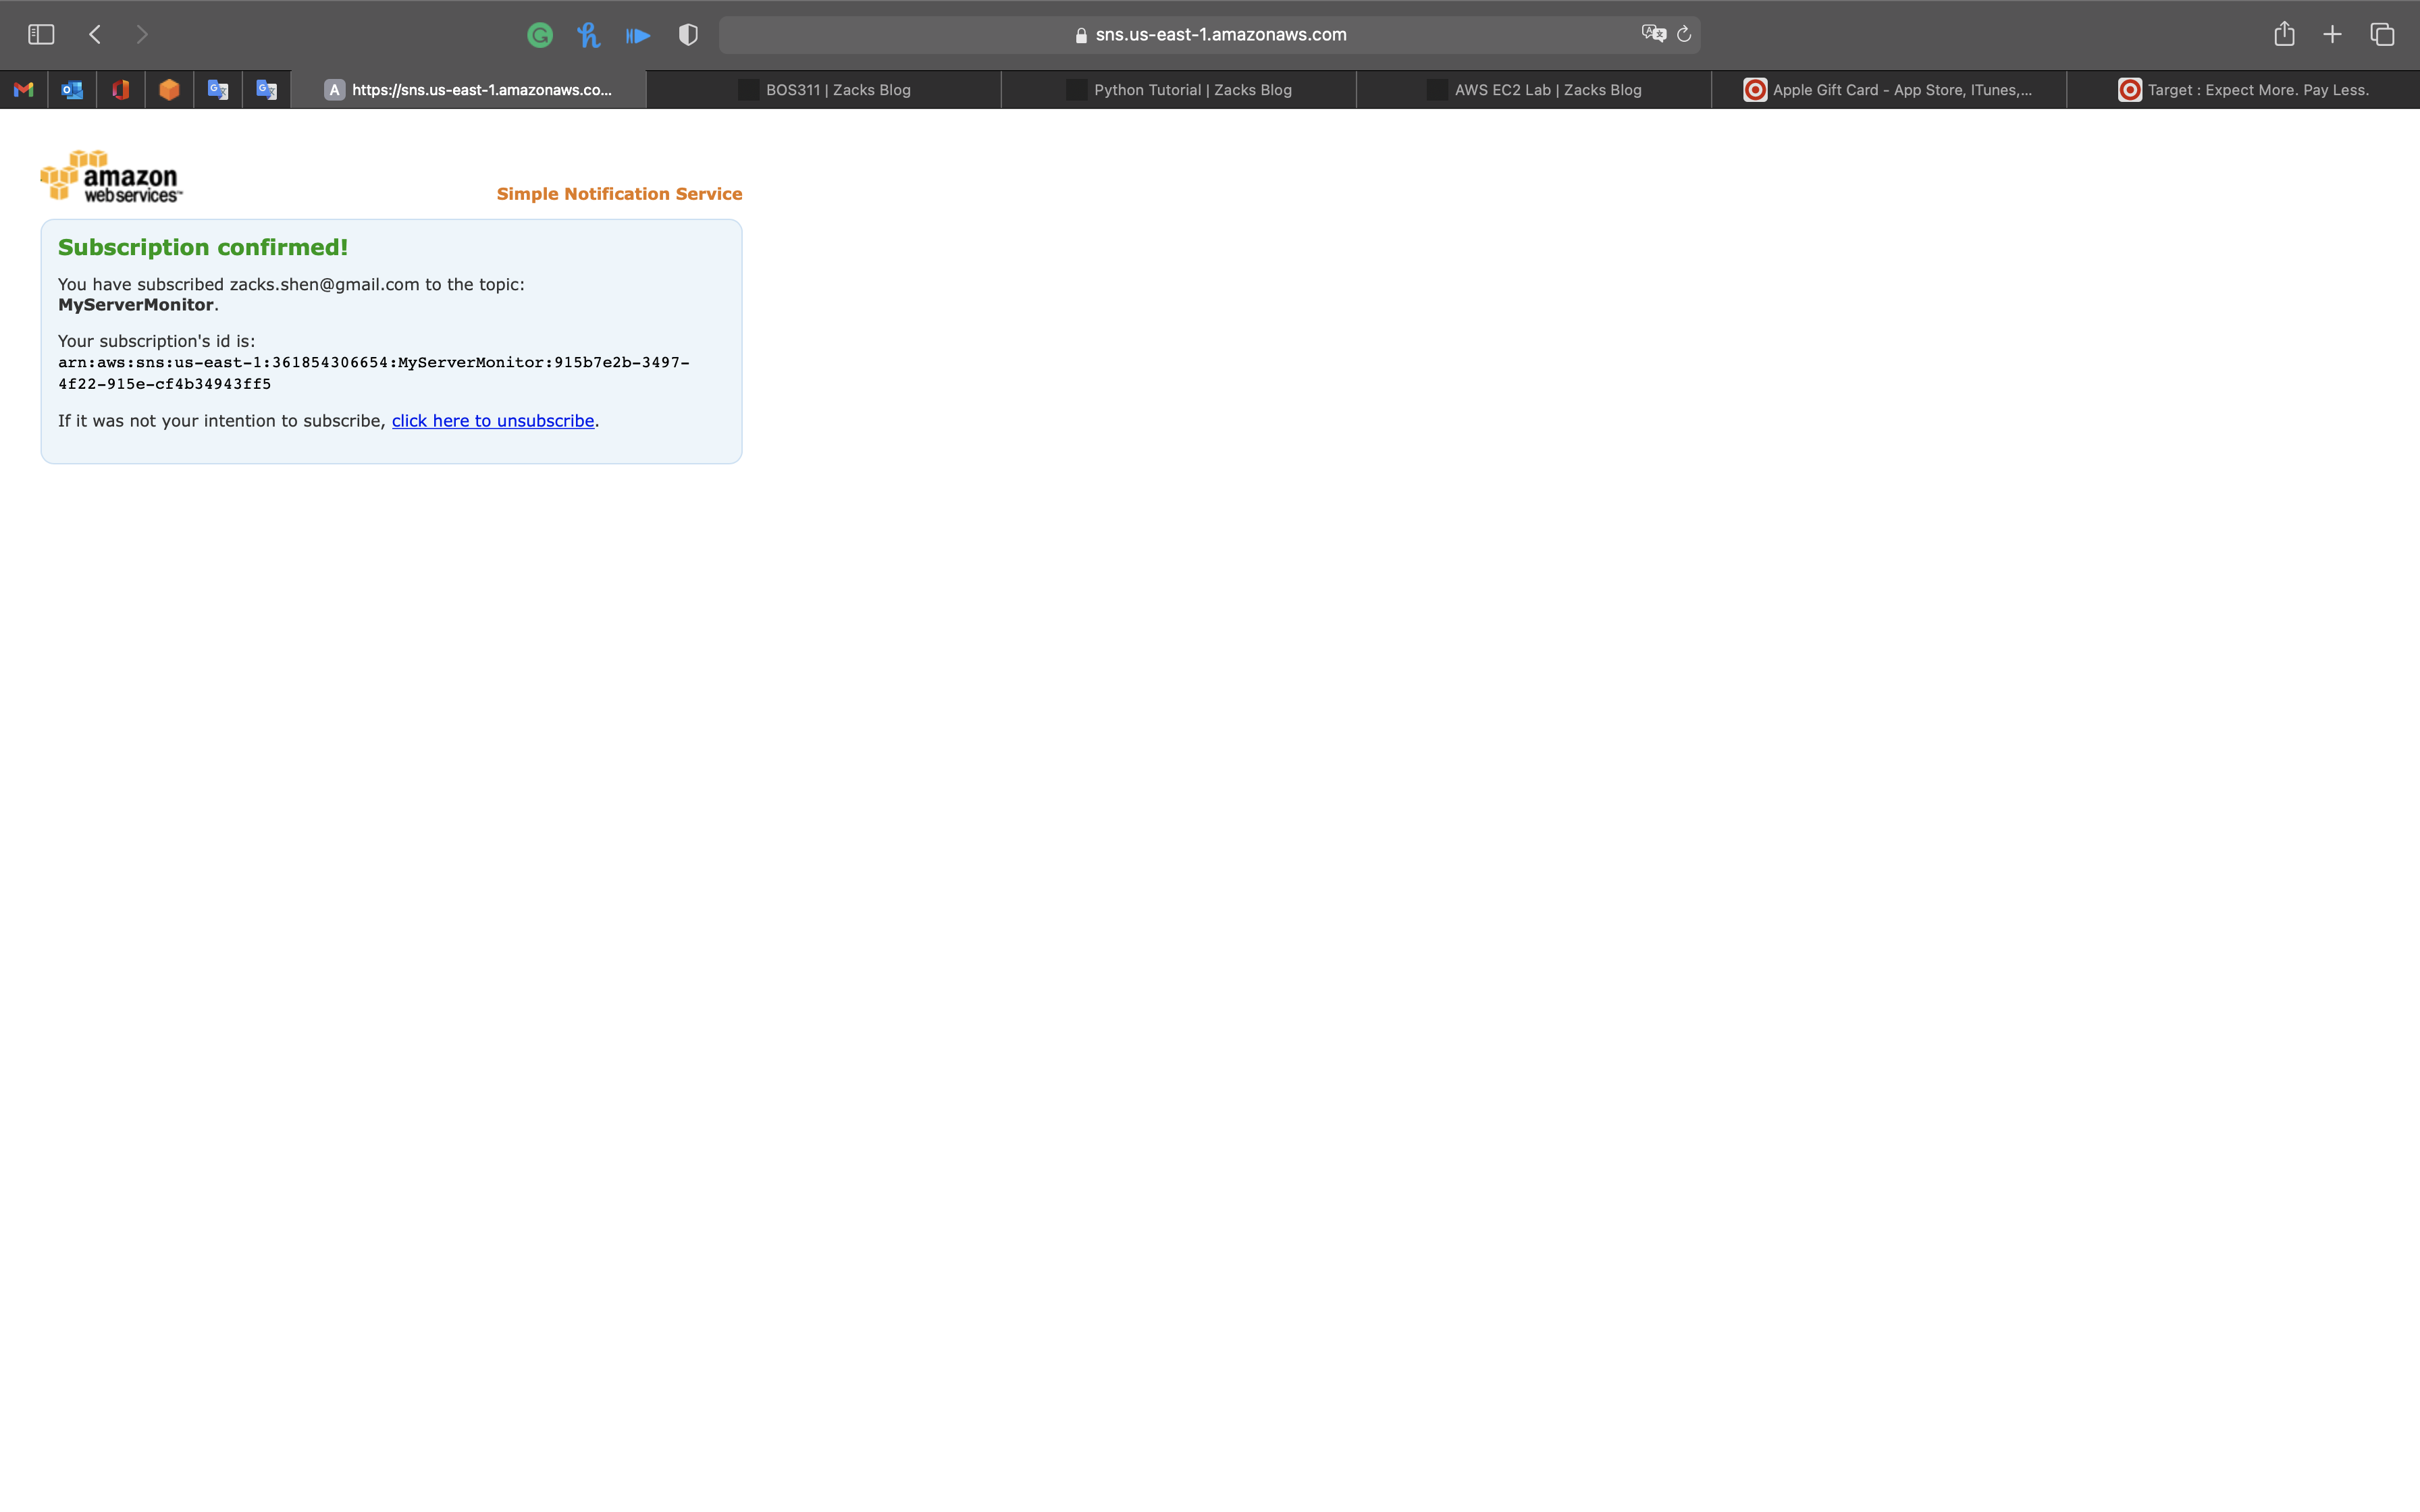 sns.us-east-1.amazonaws.com
A https://sns.us-east-1.amazonaws.co...
BOS311 | Zacks Blog
Python Tutorial | Zacks Blog
AWS EC2 Lab | Zacks Blog
Apple Gift Card - App Store, ITunes,...
Target : Expect More. Pay Less.
amazon
webservices™
Simple Notification Service
Subscription confirmed!
You have subscribed zacks.shen@gmail.com to the topic:
MyServerMonitor.
Your subscription's id is:
arn:aws:sns:us-east-1:361854306654:MyServerMonitor:915b7e2b-3497-
4f22-915e-cf4b34943ff5
If it was not your intention to subscribe, click here to unsubscribe.